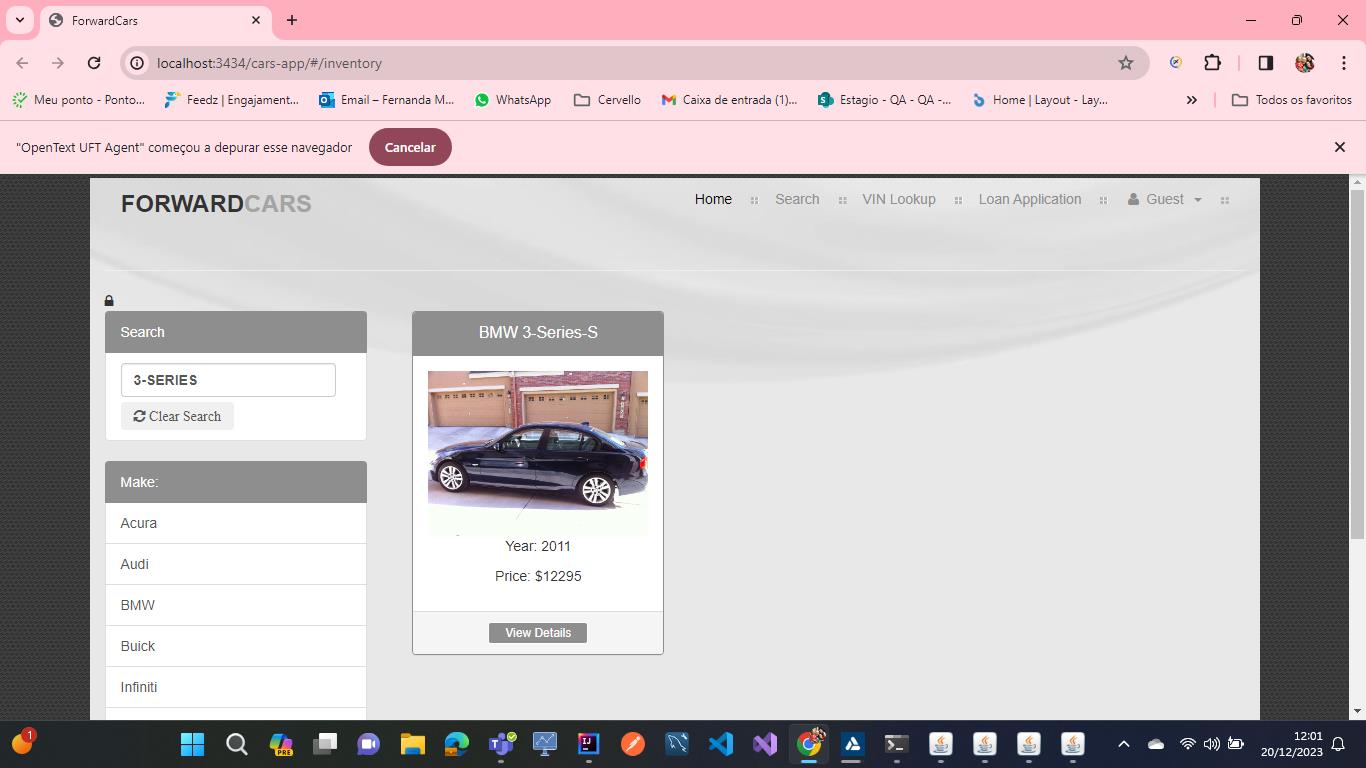 ForwardCars
localhost:3434/cars-app/#/inventory
Meu ponto - Ponto... Feedz | Engajament... Email – Fernanda M... WhatsApp Cervello Caixa de entrada (1)... Estagio - QA - QA -... Home | Layout - Lay... Todos os favoritos
"OpenText UFT Agent" começou a depurar esse navegador Cancelar
FORWARDCARS Home Search VIN Lookup Loan Application Guest
Search
3-SERIES
Clear Search
Make:
Acura
Audi
BMW
Buick
Infiniti
BMW 3-Series-S
Year: 2011
Price: $12295
View Details
1
PRE
12:01
20/12/2023